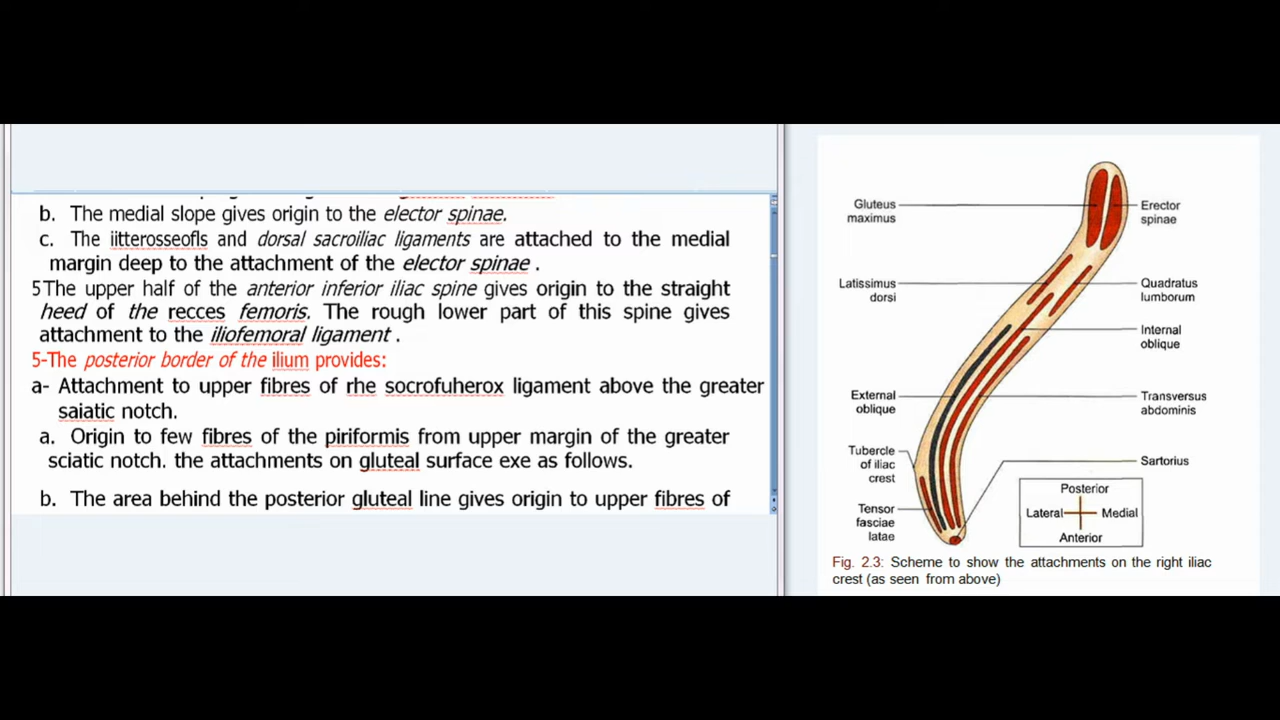 b. The medial slope gives origin to the elector spinae.
c. The iitterosseofls and dorsal sacroiliac ligaments are attached to the medial
margin deep to the attachment of the elector spinae .
5The upper half of the anterior inferior iliac spine gives origin to the straight
heed of the recces femoris. The rough lower part of this spine gives
attachment to the iliofemoral ligament .
5-The posterior border of the ilium provides:
a- Attachment to upper fibres of rhe socrofuherox ligament above the greater
saiatic notch.
a. Origin to few fibres of the piriformis from upper margin of the greater
sciatic notch. the attachments on gluteal surface exe as follows.
b. The area behind the posterior gluteal line gives origin to upper fibres of
Gluteus
maximus
Erector
spinae
Latissimus
dorsi
Quadratus
lumborum
Internal
oblique
External
oblique
Transversus
abdominis
Tubercle
of iliac
crest
Sartorius
Tensor
fasciae
latae
Posterior
Lateral Medial
Anterior
Fig. 2.3: Scheme to show the attachments on the right iliac
crest (as seen from above)